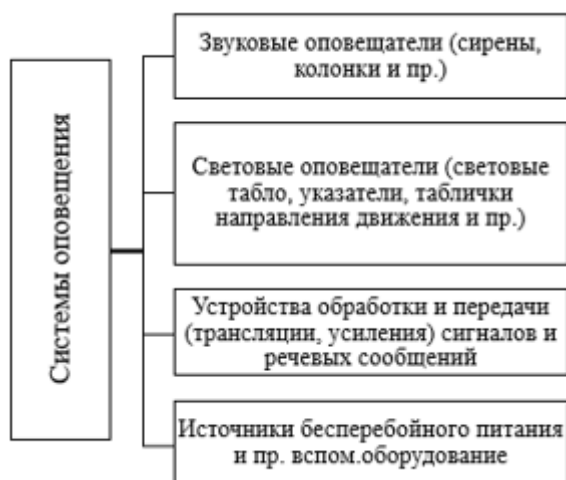 Системы оповещения
Звуковые оповещатели (сирены,
колонки и пр.)
Световые оповещатели (световые
табло, указатели, таблички
направления движения и пр.)
Устройства обработки и передачи
(трансляции, усиления) сигналов и
речевых сообщений
Источники бесперебойного питания
и пр. вспом.оборудование